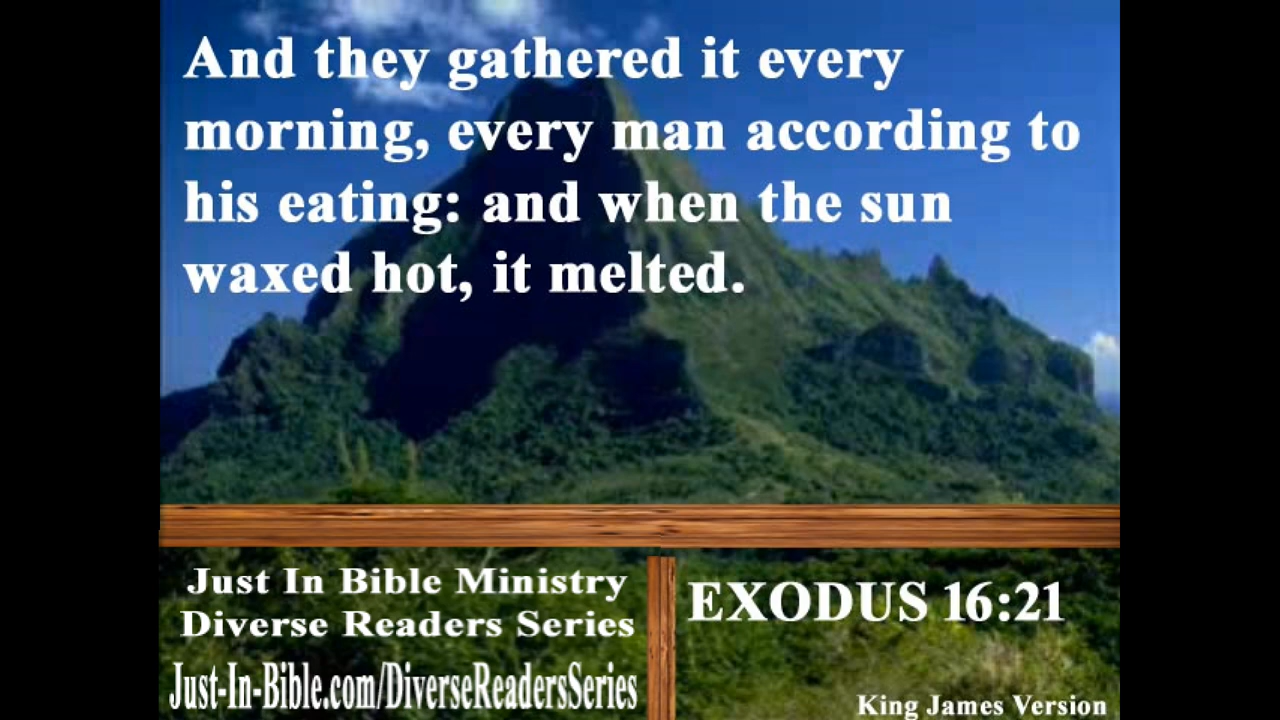 And they gathered it every
morning, every man according to
his eating: and when the sun
waxed hot, it melted.
Just In Bible Ministry
Diverse Readers Series
Just-In-Bible.com/DiverseReadersSeries
EXODUS 16:21
King James Version